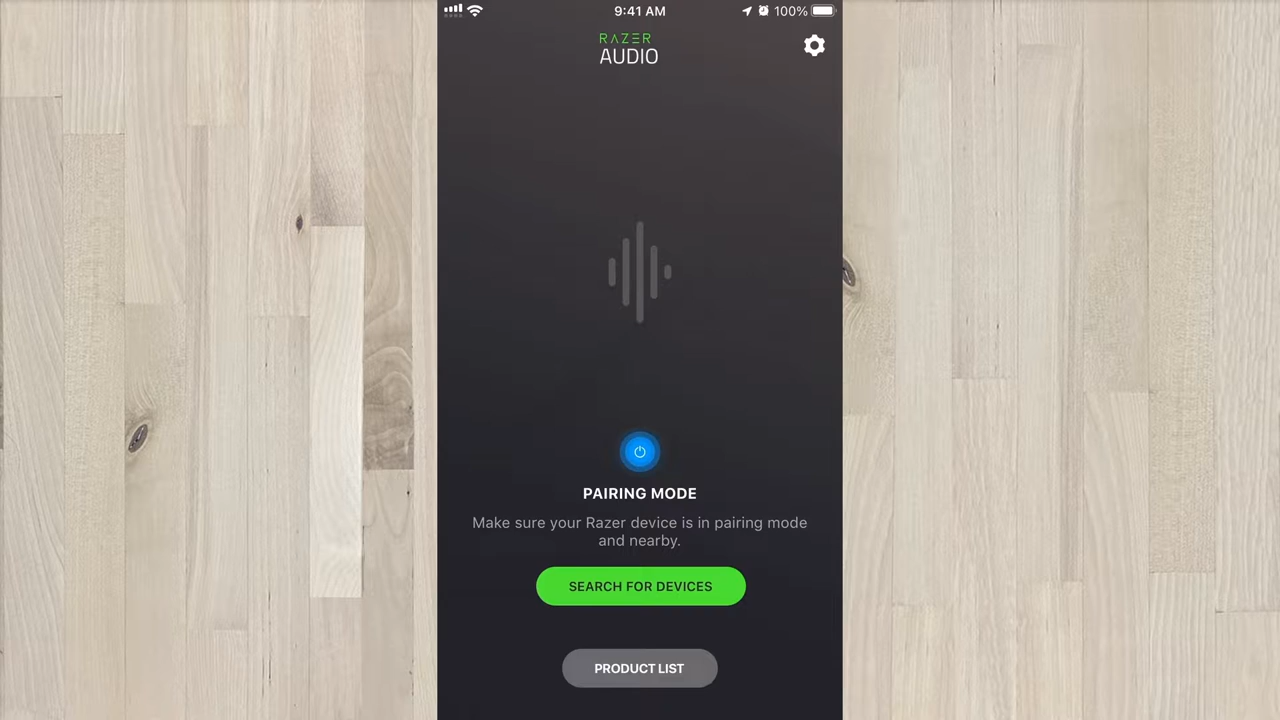 9:41 AM
100%
RAZER
AUDIO
PAIRING MODE
Make sure your Razer device is in pairing mode
and nearby.
SEARCH FOR DEVICES
PRODUCT LIST